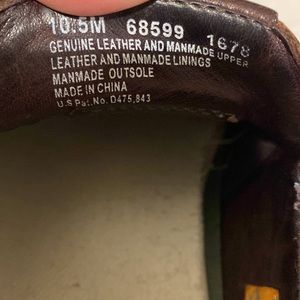 10.5M 68599 1678
GENUINE LEATHER AND MANMADE UPPER
LEATHER AND MANMADE LININGS
MANMADE OUTSOLE
MADE IN CHINA
U.S Pat.No. D475,843